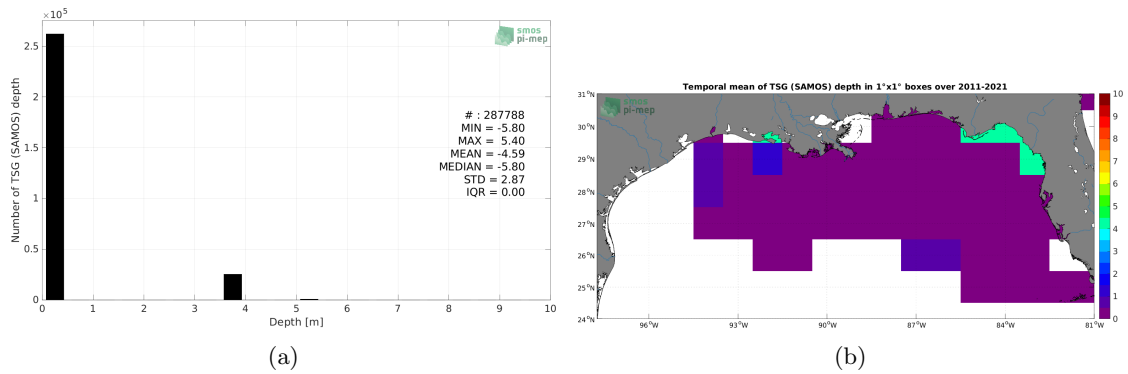 ×10⁵
smos
pi-mep
2.5
2
1.5
1
0.5
0
Number of TSG (SAMOS) depth
# : 287788
MIN = -5.80
MAX = 5.40
MEAN = -4.59
MEDIAN = -5.80
STD = 2.87
IQR = 0.00
0 1 2 3 4 5 6 7 8 9 10
Depth [m]
(a)
Temporal mean of TSG (SAMOS) depth in 1°x1° boxes over 2011-2021
smos
pi-mep
31°N
30°N
29°N
28°N
27°N
26°N
25°N
24°N
96°W 93°W 90°W 87°W 84°W 81°W
10
9
8
7
6
5
4
3
2
1
0
(b)